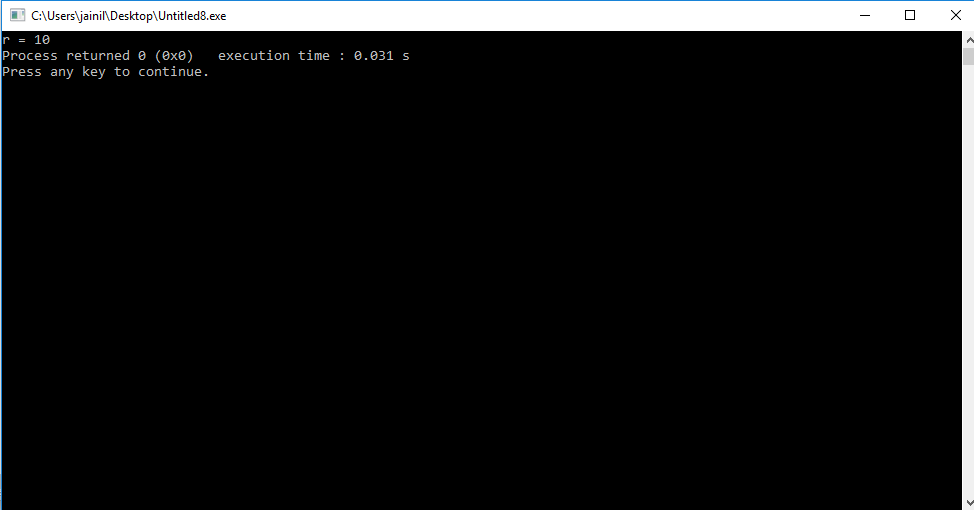 C:\Users\jainil\Desktop\Untitled8.exe
r = 10
Process returned 0 (0x0)   execution time : 0.031 s
Press any key to continue.